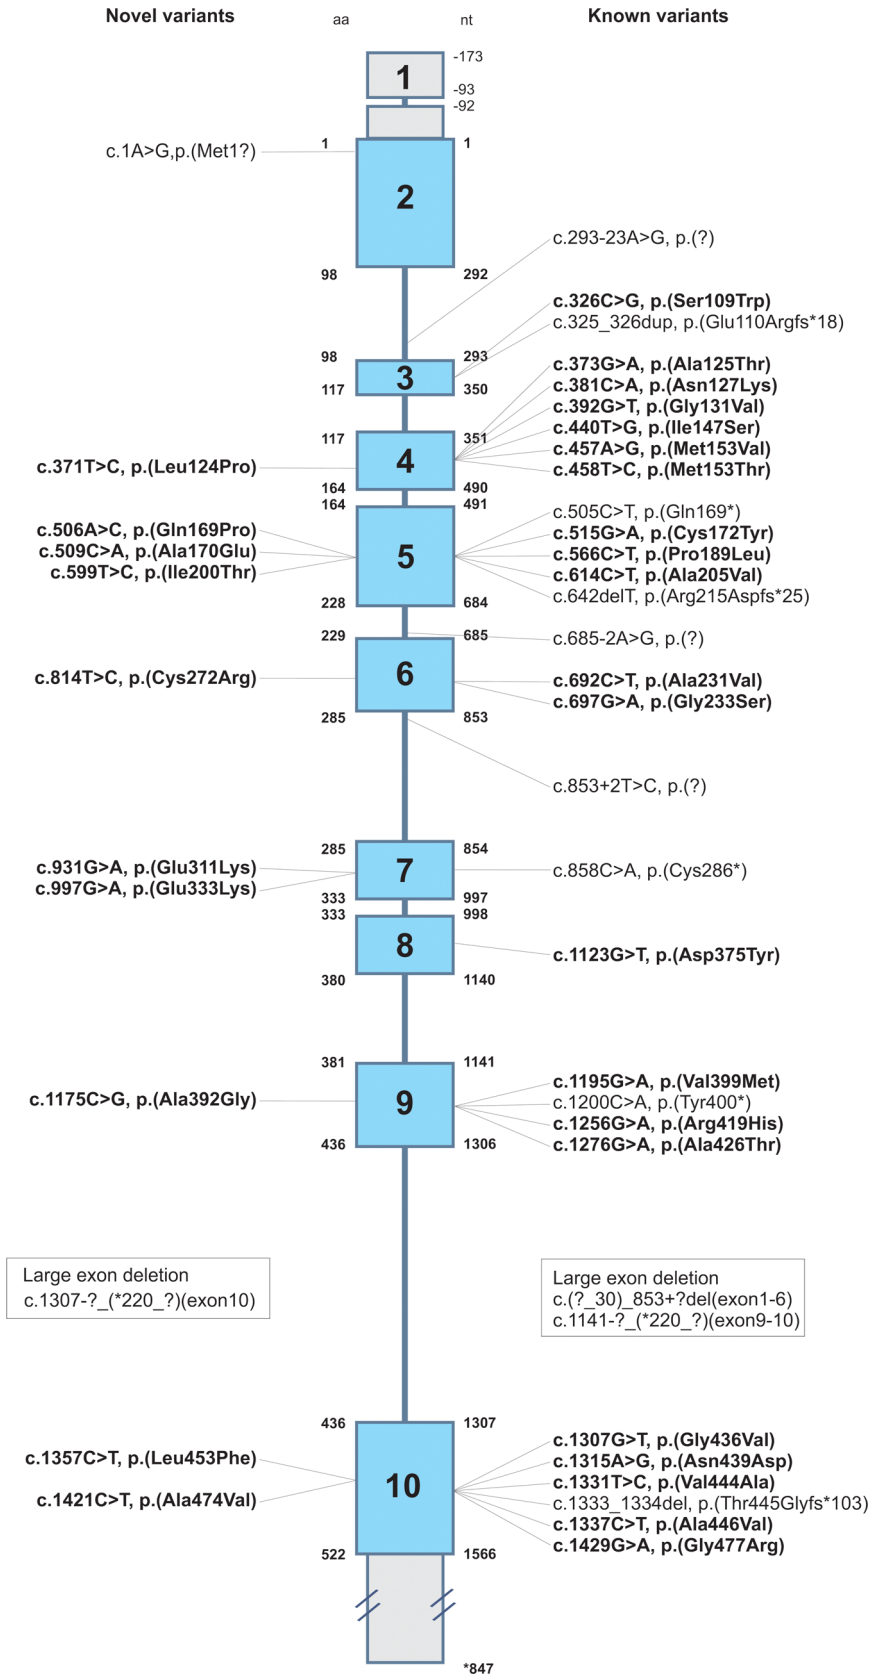 Novel variants aa nt Known variants
-173
1
-93
-92
1 1
c.1A>G,p.(Met1?)
2
c.293-23A>G, p.(?)
98 292
c.326C>G, p.(Ser109Trp)
c.325_326dup, p.(Glu110Argfs*18)
98 293
c.373G>A, p.(Ala125Thr)
3
c.381C>A, p.(Asn127Lys)
117 350
c.392G>T, p.(Gly131Val)
c.440T>G, p.(Ile147Ser)
117 351
c.457A>G, p.(Met153Val)
4
c.371T>C, p.(Leu124Pro) c.458T>C, p.(Met153Thr)
164 490
164 491
c.505C>T, p.(Gln169*)
c.506A>C, p.(Gln169Pro) c.515G>A, p.(Cys172Tyr)
c.509C>A, p.(Ala170Glu) 5 c.566C>T, p.(Pro189Leu)
c.599T>C, p.(Ile200Thr) c.614C>T, p.(Ala205Val)
c.642delT, p.(Arg215Aspfs*25)
228 684
229 685 c.685-2A>G, p.(?)
6
c.814T>C, p.(Cys272Arg) c.692C>T, p.(Ala231Val)
c.697G>A, p.(Gly233Ser)
285 853
c.853+2T>C, p.(?)
285 854
c.931G>A, p.(Glu311Lys) 7 c.858C>A, p.(Cys286*)
c.997G>A, p.(Glu333Lys)
333 997
333 998
8
c.1123G>T, p.(Asp375Tyr)
380 1140
381 1141
c.1195G>A, p.(Val399Met)
c.1175C>G, p.(Ala392Gly) 9 c.1200C>A, p.(Tyr400*)
c.1256G>A, p.(Arg419His)
436 1306 c.1276G>A, p.(Ala426Thr)
Large exon deletion
c.1307-?_(*220_?)(exon10)
Large exon deletion
c.(?_30)_853+?del(exon1-6)
c.1141-?_(*220_?)(exon9-10)
436 1307
c.1307G>T, p.(Gly436Val)
c.1357C>T, p.(Leu453Phe) c.1315A>G, p.(Asn439Asp)
10 c.1331T>C, p.(Val444Ala)
c.1421C>T, p.(Ala474Val) c.1333_1334del, p.(Thr445Glyfs*103)
c.1337C>T, p.(Ala446Val)
c.1429G>A, p.(Gly477Arg)
522 1566
*847